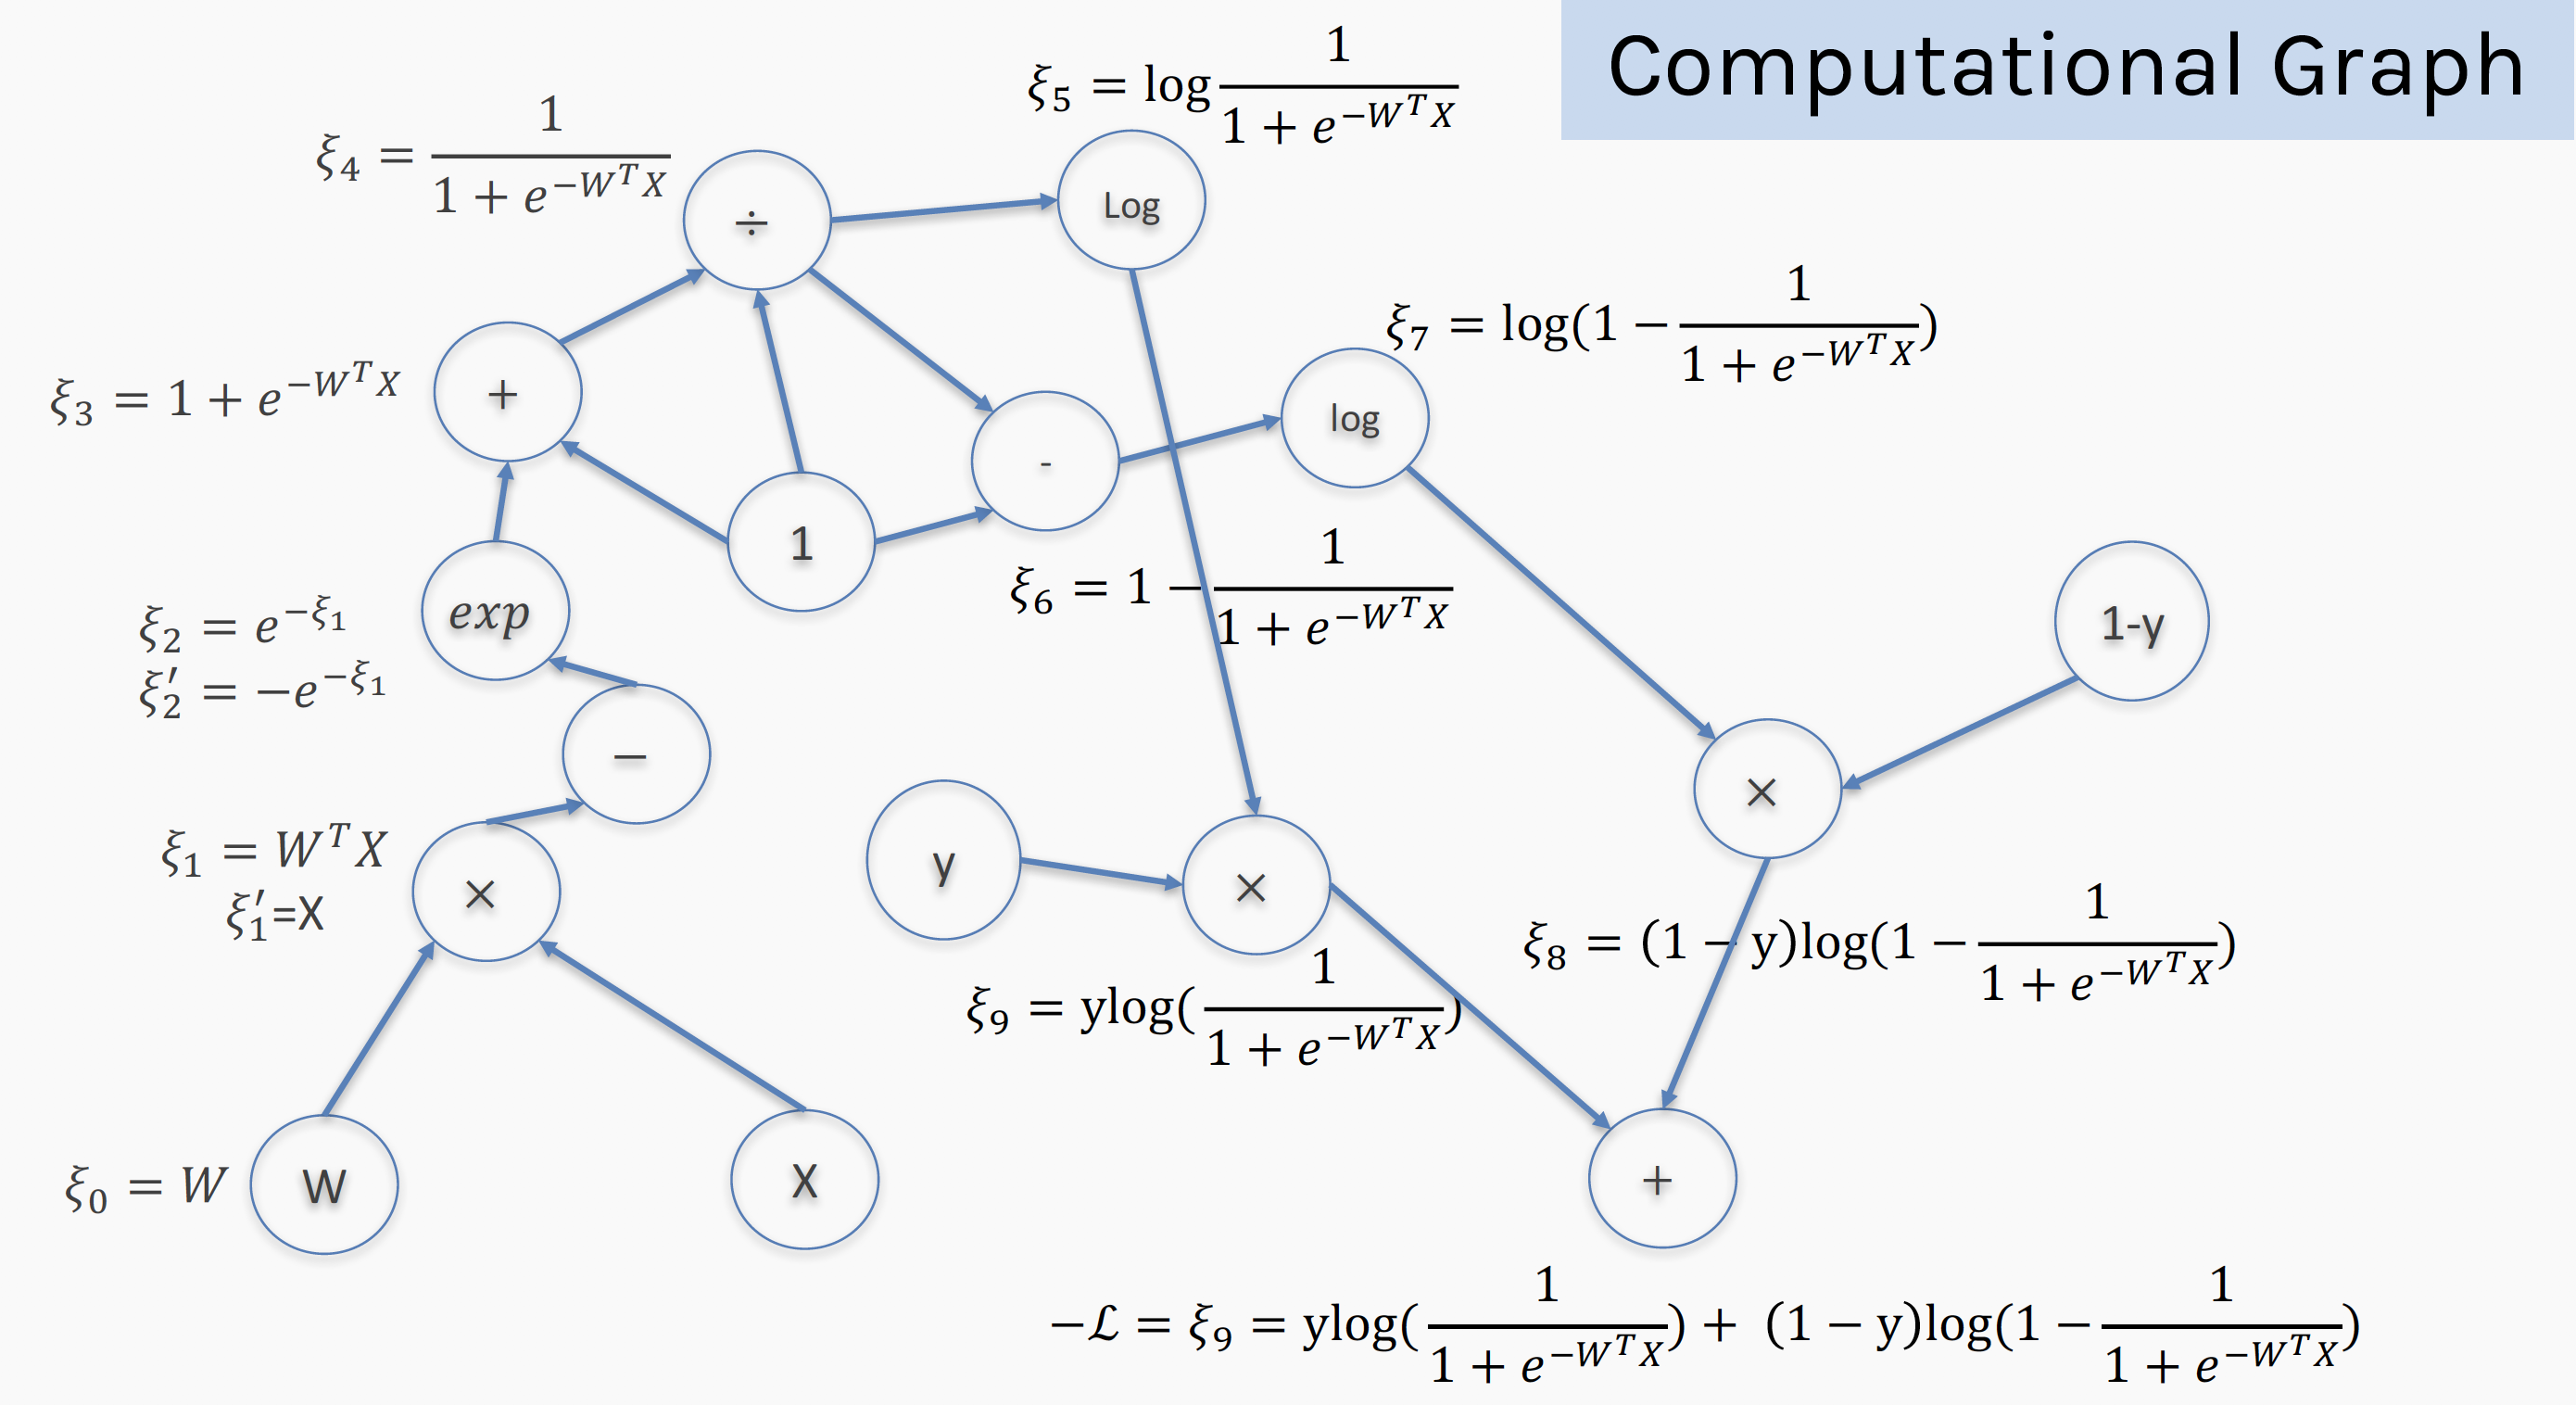 Computational Graph
ξ₅ = log 1/(1 + e^{−W^T X})
ξ₄ = 1/(1 + e^{−W^T X})
÷
Log
ξ₇ = log(1 − 1/(1 + e^{−W^T X}))
ξ₃ = 1 + e^{−W^T X}
+
-
log
1
ξ₆ = 1 − 1/(1 + e^{−W^T X})
ξ₂ = e^{−ξ₁}
ξ₂′ = −e^{−ξ₁}
exp
1-y
−
×
ξ₁ = W^T X
ξ₁′=X
×
y
×
ξ₈ = (1 − y)log(1 − 1/(1 + e^{−W^T X}))
ξ₉ = ylog(1/(1 + e^{−W^T X}))
ξ₀ = W
W
X
+
−ℒ = ξ₉ = ylog(1/(1 + e^{−W^T X})) + (1 − y)log(1 − 1/(1 + e^{−W^T X}))